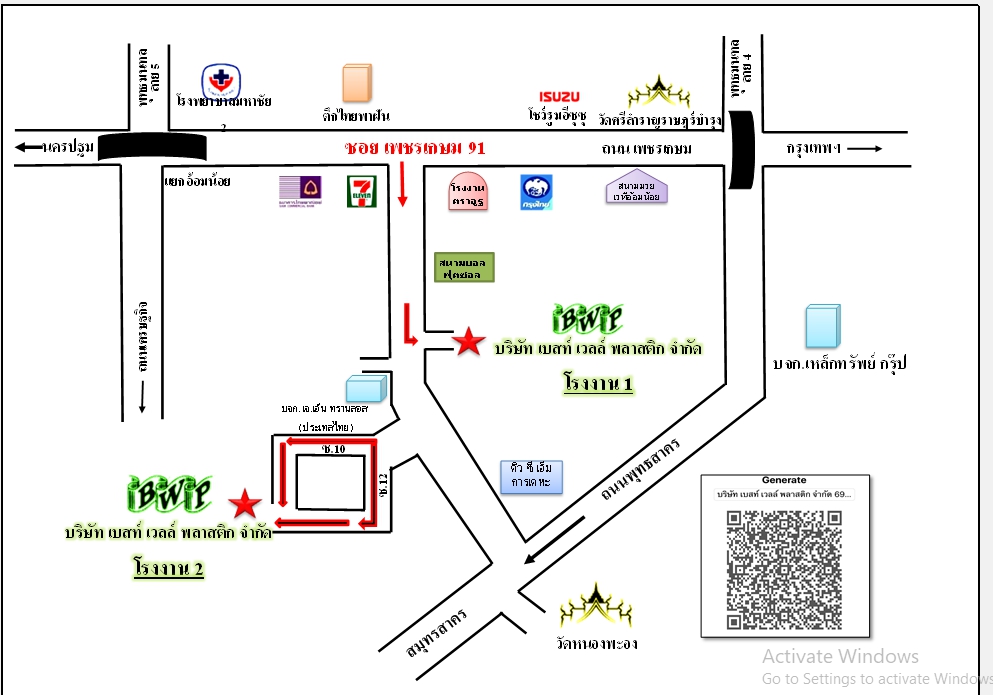 พุทธมณฑล
สาย 5
พุทธมณฑล
สาย 4
โรงพยาบาลมหาชัย
2
ตึกไทยพาฝัน
ISUZU
โชว์รูมอีซูซุ
วัดศรีสำราญราษฎร์บำรุง
นครปฐม
ซอย เพชรเกษม 91
ถนน เพชรเกษม
กรุงเทพฯ
แยกอ้อมน้อย
7
ELEVEN
โรงงาน
ตราอูฐ
กรุงไทย
สนามมวย
เวทีอ้อมน้อย
สนามบอล
ฟุตซอล
ถนนเศรษฐกิจ
iBWP
บริษัท เบสท์ เวลล์ พลาสติก จำกัด
โรงงาน 1
บจก.เหล็กทรัพย์ กรุ๊ป
บจก. เอ.เอ็น ทรานสอส
(ประเทศไทย)
ซ.10
ซ.12
คิว ซี เอ็ม
การเคหะ
ถนนพุทธสาคร
iBWP
บริษัท เบสท์ เวลล์ พลาสติก จำกัด
โรงงาน 2
Generate
บริษัท เบสท์ เวลล์ พลาสติก จำกัด 69...
สมุทรสาคร
วัดหนองพะอง
Activate Windows
Go to Settings to activate Windows